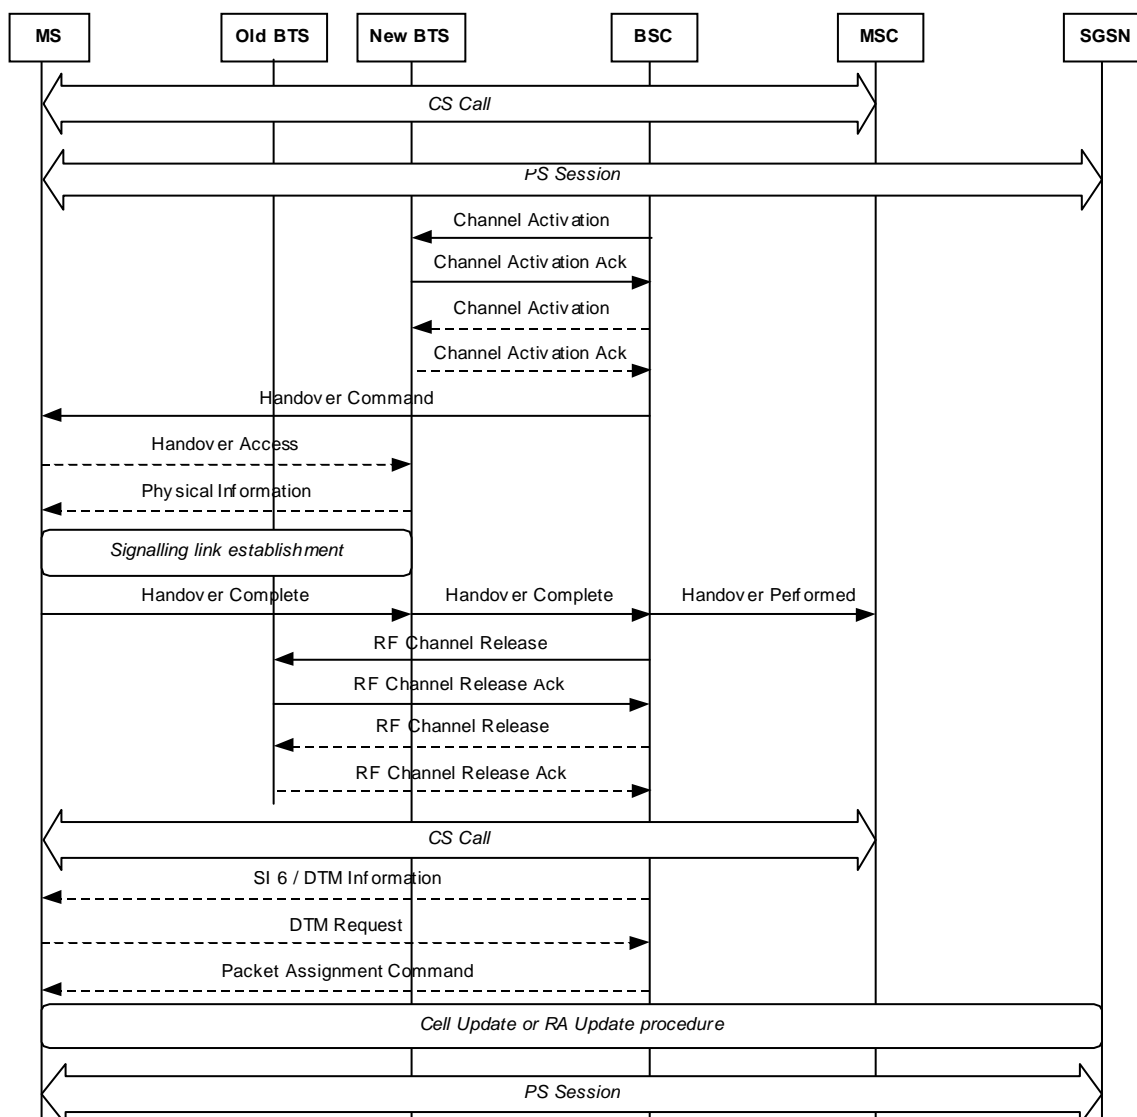 MS Old BTS New BTS BSC MSC SGSN
CS Call
PS Session
Channel Activation
Channel Activation Ack
Channel Activation
Channel Activation Ack
Handover Command
Handover Access
Physical Information
Signalling link establishment
Handover Complete Handover Complete Handover Performed
RF Channel Release
RF Channel Release Ack
RF Channel Release
RF Channel Release Ack
CS Call
SI 6 / DTM Information
DTM Request
Packet Assignment Command
Cell Update or RA Update procedure
PS Session